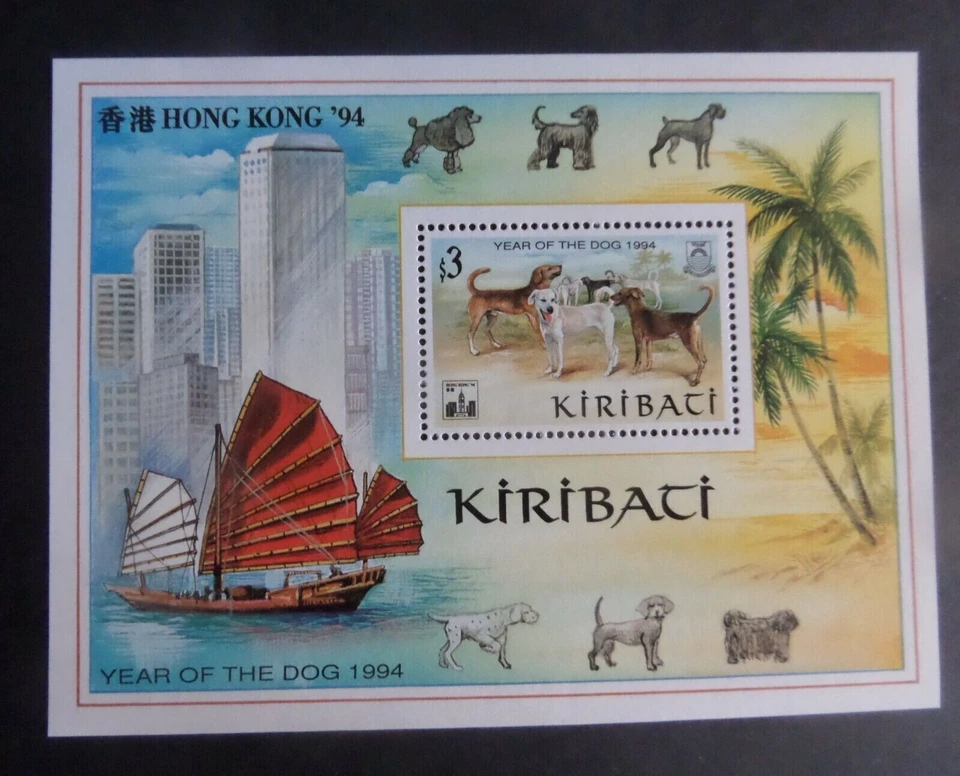 香港 HONG KONG '94
YEAR OF THE DOG 1994
$3
KIRIBATI
KIRIBATI
YEAR OF THE DOG 1994